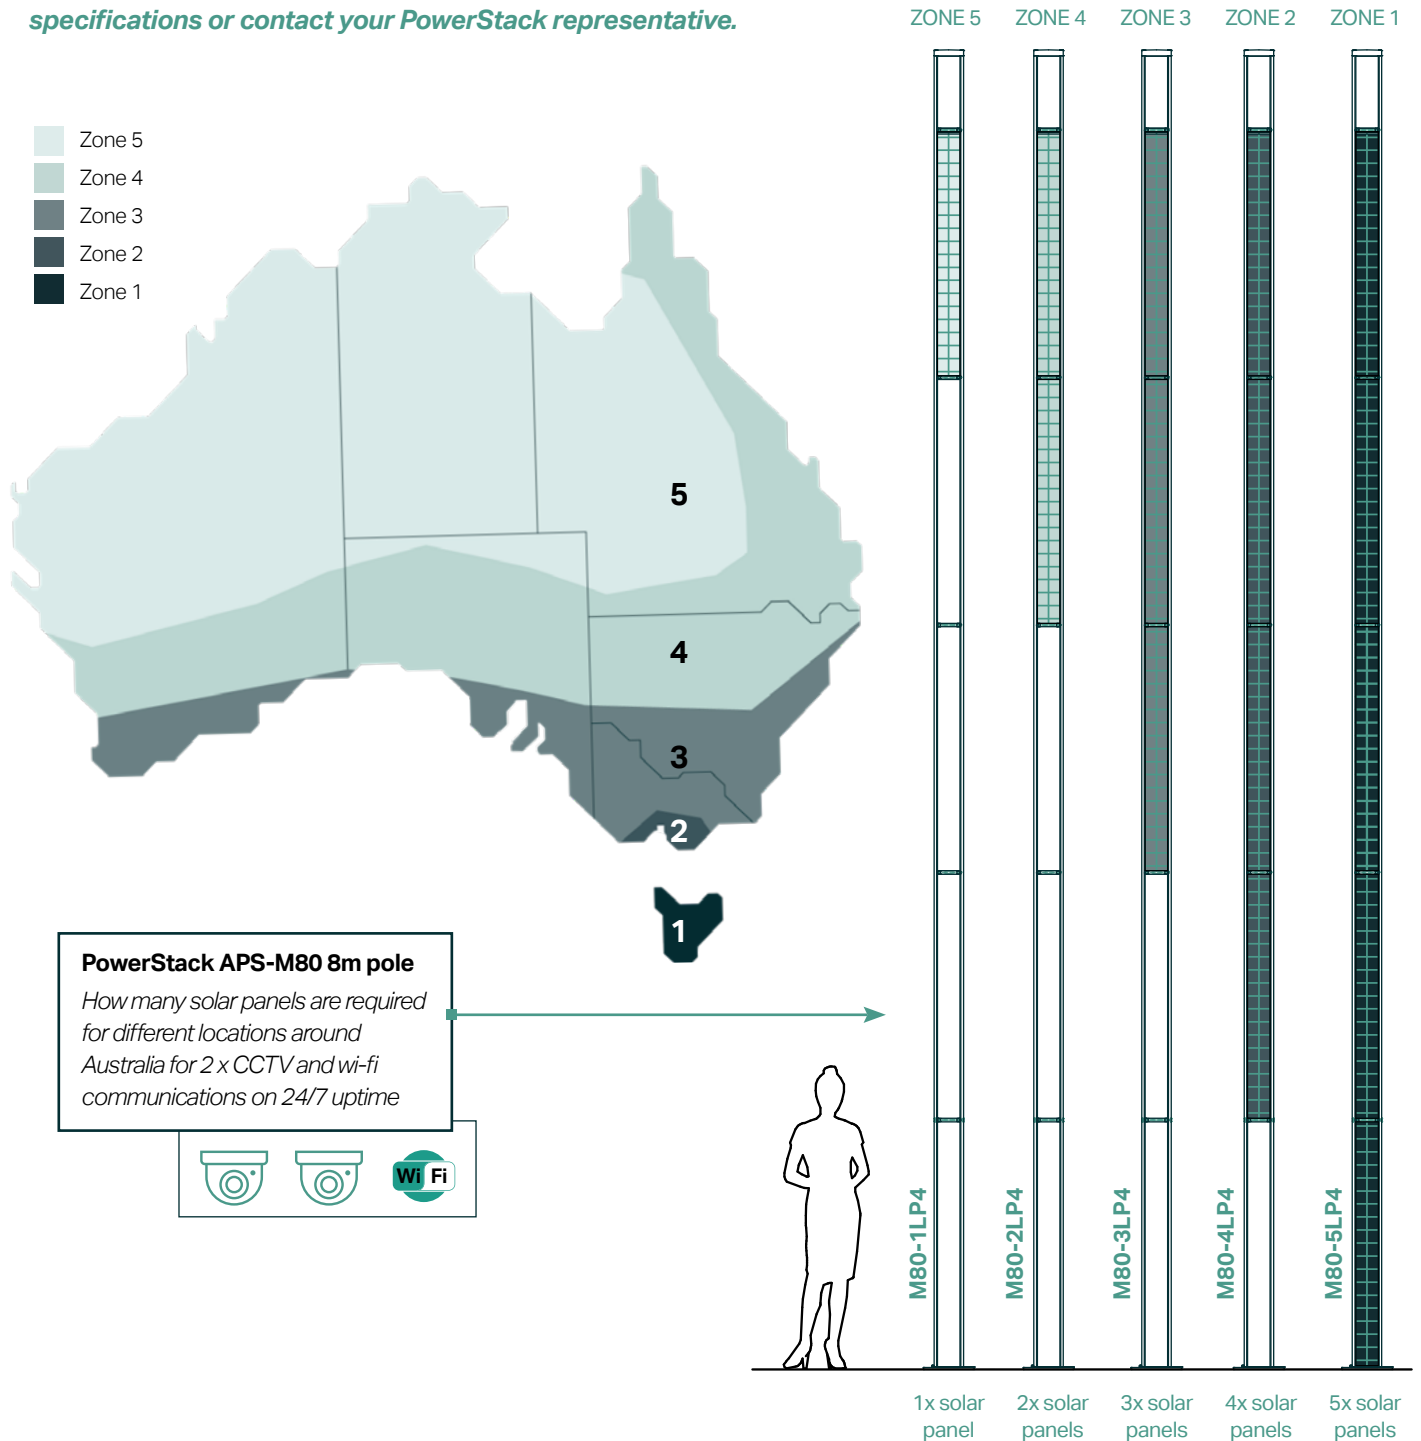 specifications or contact your PowerStack representative.
ZONE 5
ZONE 4
ZONE 3
ZONE 2
ZONE 1
Zone 5
Zone 4
Zone 3
Zone 2
Zone 1
5
4
3
2
1
PowerStack APS-M80 8m pole
How many solar panels are required
for different locations around
Australia for 2 x CCTV and wi-fi
communications on 24/7 uptime
Wi Fi
M80-1LP4
M80-2LP4
M80-3LP4
M80-4LP4
M80-5LP4
1x solar
panel
2x solar
panels
3x solar
panels
4x solar
panels
5x solar
panels